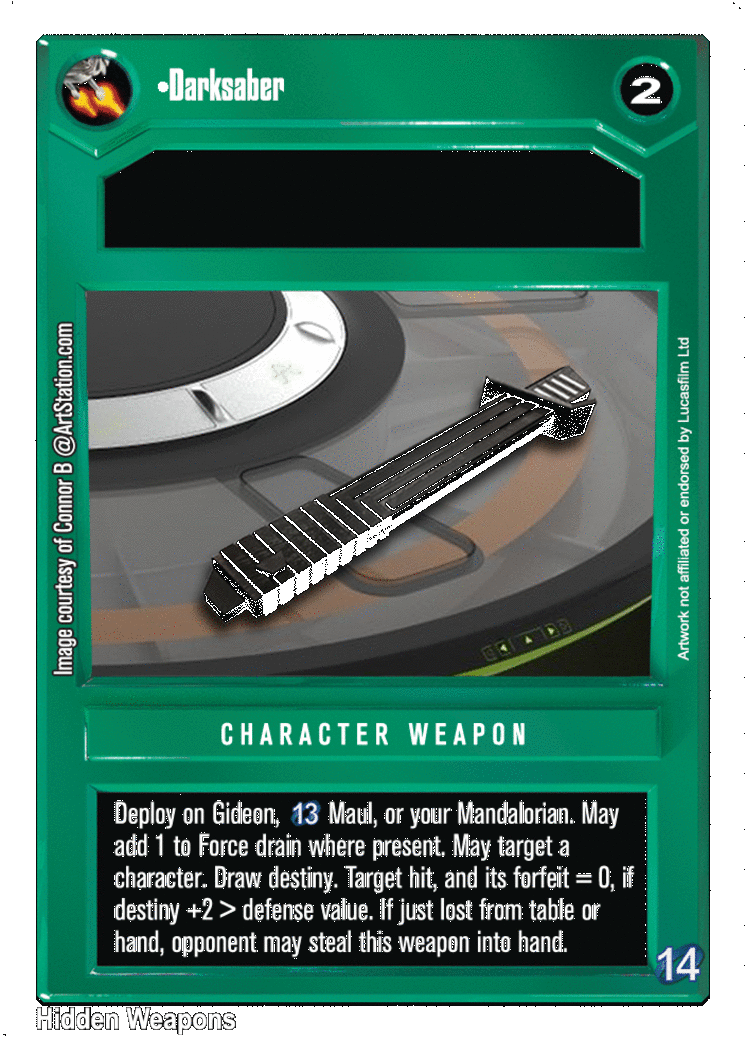 •Darksaber
2
Image courtesy of Connor B @ArtStation.com
Artwork not affiliated or endorsed by Lucasfilm Ltd
CHARACTER WEAPON
Deploy on Gideon, 13 Maul, or your Mandalorian. May
add 1 to Force drain where present. May target a
character. Draw destiny. Target hit, and its forfeit = 0, if
destiny +2 > defense value. If just lost from table or
hand, opponent may steal this weapon into hand.
14
Hidden Weapons